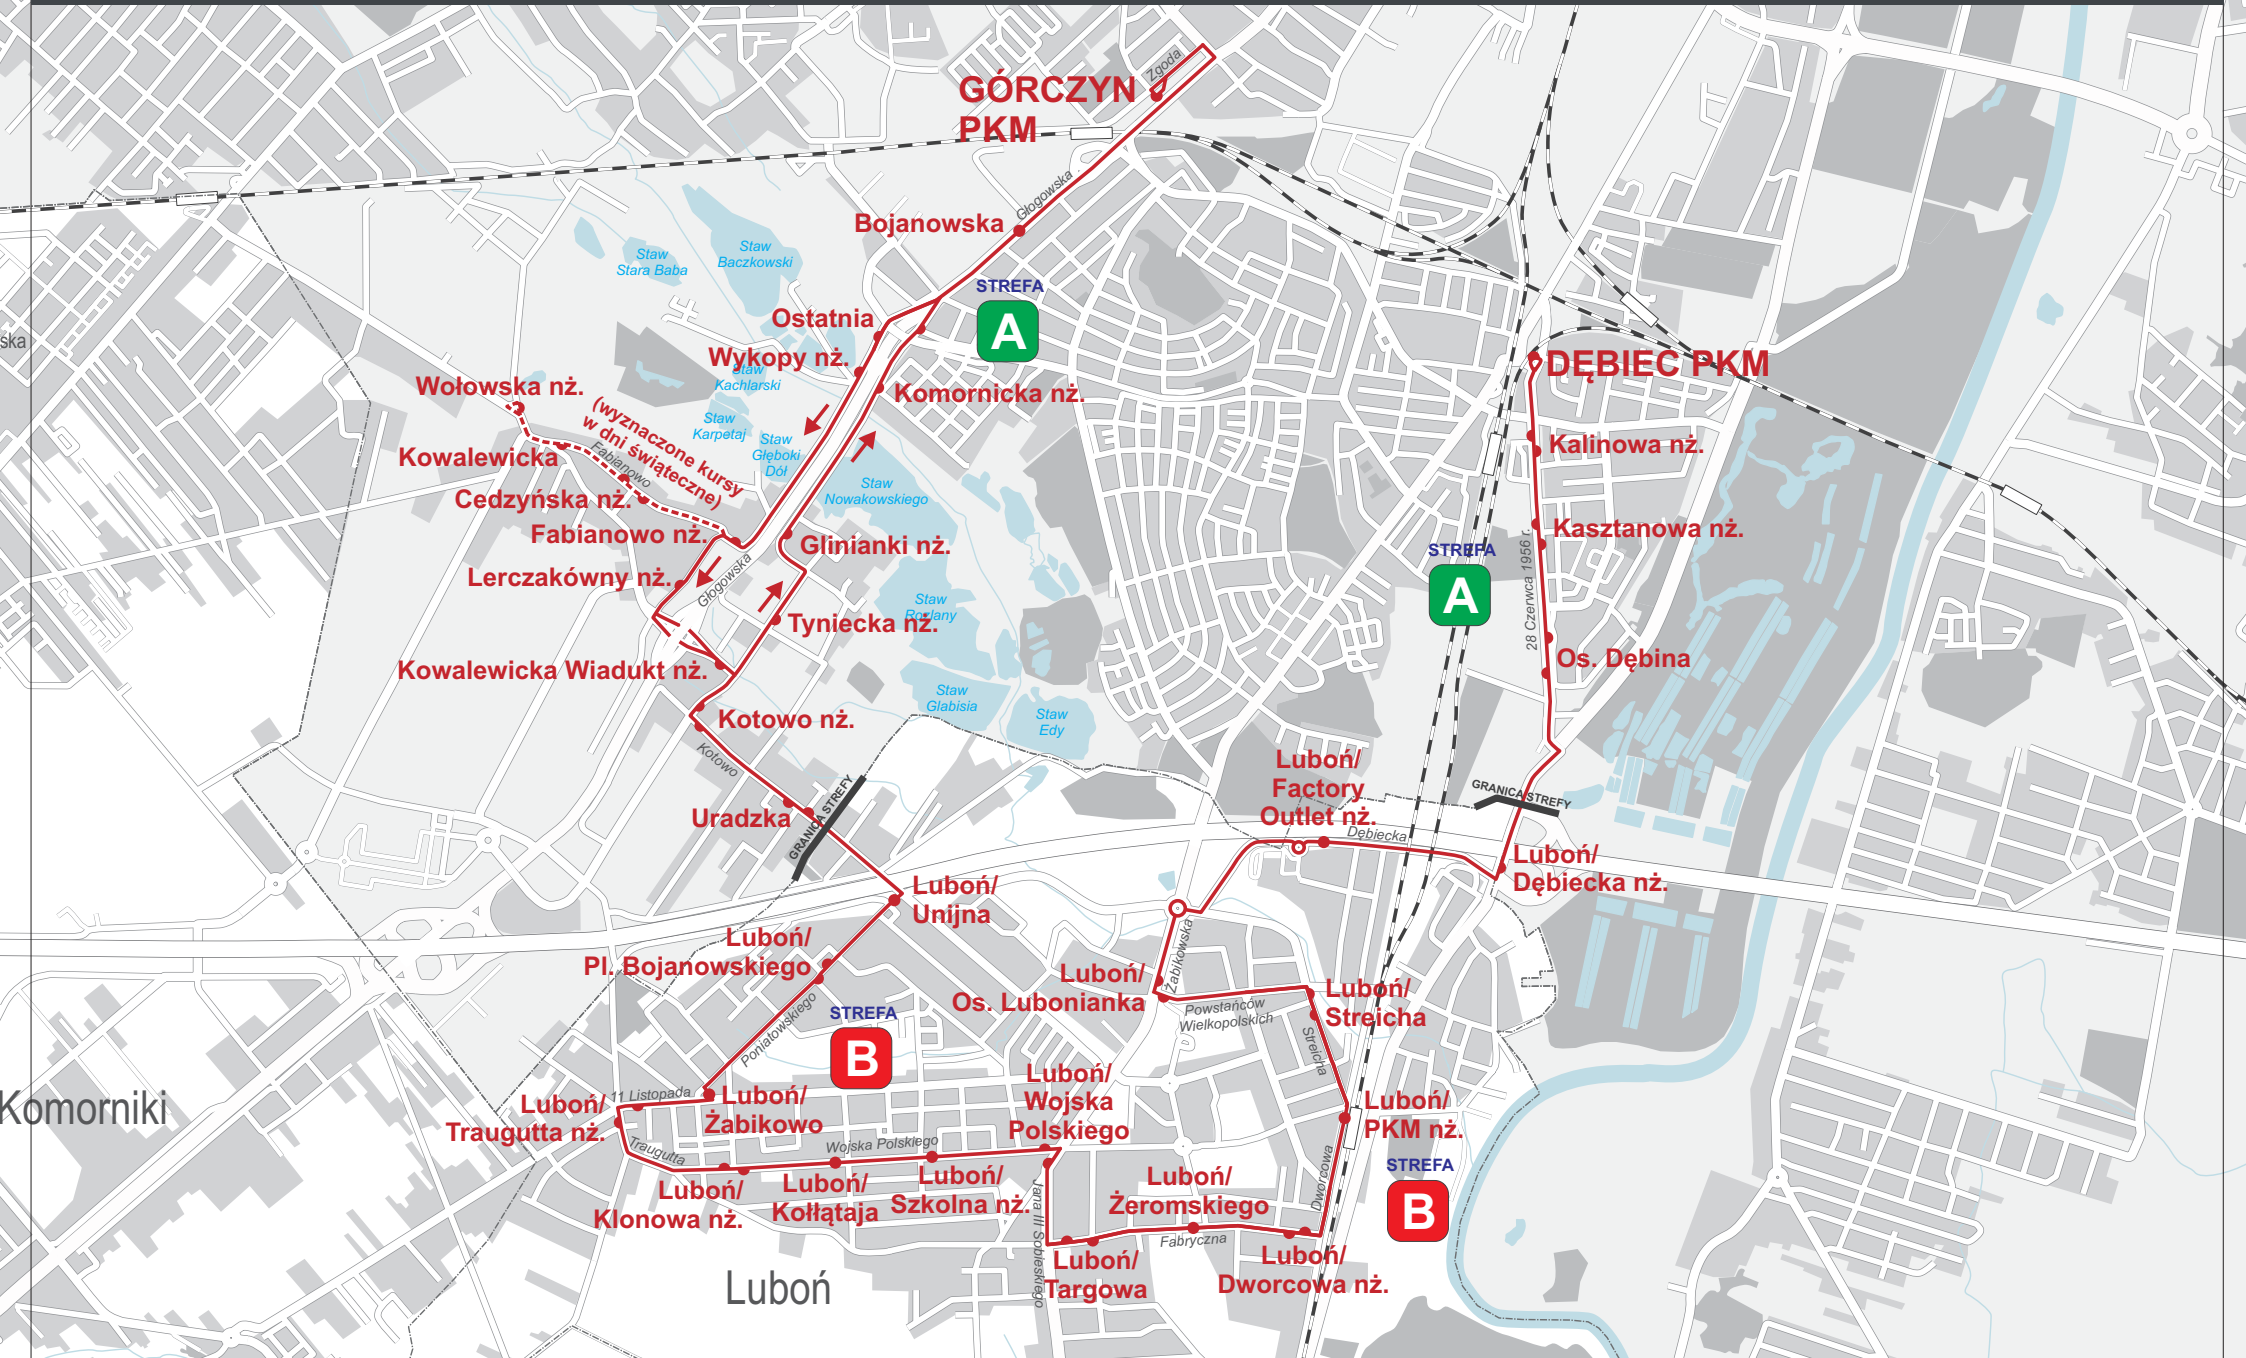 Zgoda
GÓRCZYN
PKM
Głogowska
Bojanowska
Staw
Stara Baba
Staw
Baczkowski
STREFA
A
Ostatnia
Wykopy nż.
Staw
Kachlarski
Komornicka nż.
DĘBIEC PKM
ska
Wołowska nż.
(wyznaczone kursy
w dni świąteczne)
Staw
Karpetaj
Staw
Głęboki
Dół
Kowalewicka
Fabianowo
Kalinowa nż.
Cedzyńska nż.
Staw
Nowakowskiego
Fabianowo nż.
Glinianki nż.
Kasztanowa nż.
STREFA
A
28 Czerwca 1956 r.
Lerczakówny nż.
Głogowska
Staw
Rozlany
Tyniecka nż.
Kowalewicka Wiadukt nż.
Os. Dębina
Staw
Glabisia
Staw
Edy
Kotowo nż.
Kotowo
Luboń/
Factory
Outlet nż.
GRANICA STREFY
Uradzka
GRANICA STREFY
Dębiecka
Luboń/
Dębiecka nż.
Luboń/
Unijna
Luboń/
Pl. Bojanowskiego
Żabikowska
Luboń/
Os. Lubonianka
Powstańców
Wielkopolskich
Luboń/
Streicha
Streicha
Poniatowskiego
STREFA
B
Komorniki
11 Listopada
Luboń/
Traugutta nż.
Luboń/
Żabikowo
Luboń/
Wojska
Polskiego
Luboń/
PKM nż.
Traugutta
Wojska Polskiego
STREFA
B
Luboń/
Klonowa nż.
Luboń/
Kołłątaja
Luboń/
Szkolna nż.
Jana III Sobieskiego
Luboń/
Żeromskiego
Dworcowa
Fabryczna
Luboń/
Targowa
Luboń/
Dworcowa nż.
Luboń